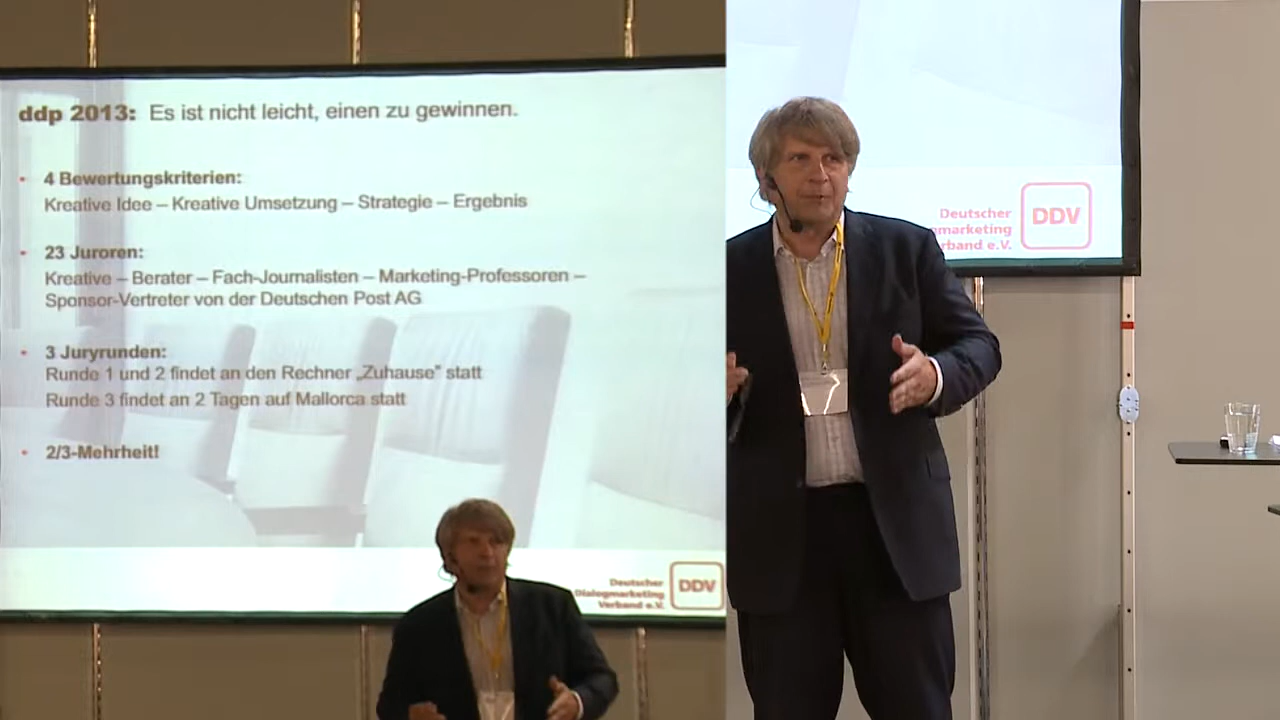 ddp 2013: Es ist nicht leicht, einen zu gewinnen.
4 Bewertungskriterien:
Kreative Idee – Kreative Umsetzung – Strategie – Ergebnis
23 Juroren:
Kreative – Berater – Fach-Journalisten – Marketing-Professoren –
Sponsor-Vertreter von der Deutschen Post AG
3 Juryrunden:
Runde 1 und 2 findet an den Rechner „Zuhause" statt
Runde 3 findet an 2 Tagen auf Mallorca statt
2/3-Mehrheit!
Deutscher
Dialogmarketing
Verband e.V.
DDV
Deutscher
gmarketing
rband e.V.
DDV